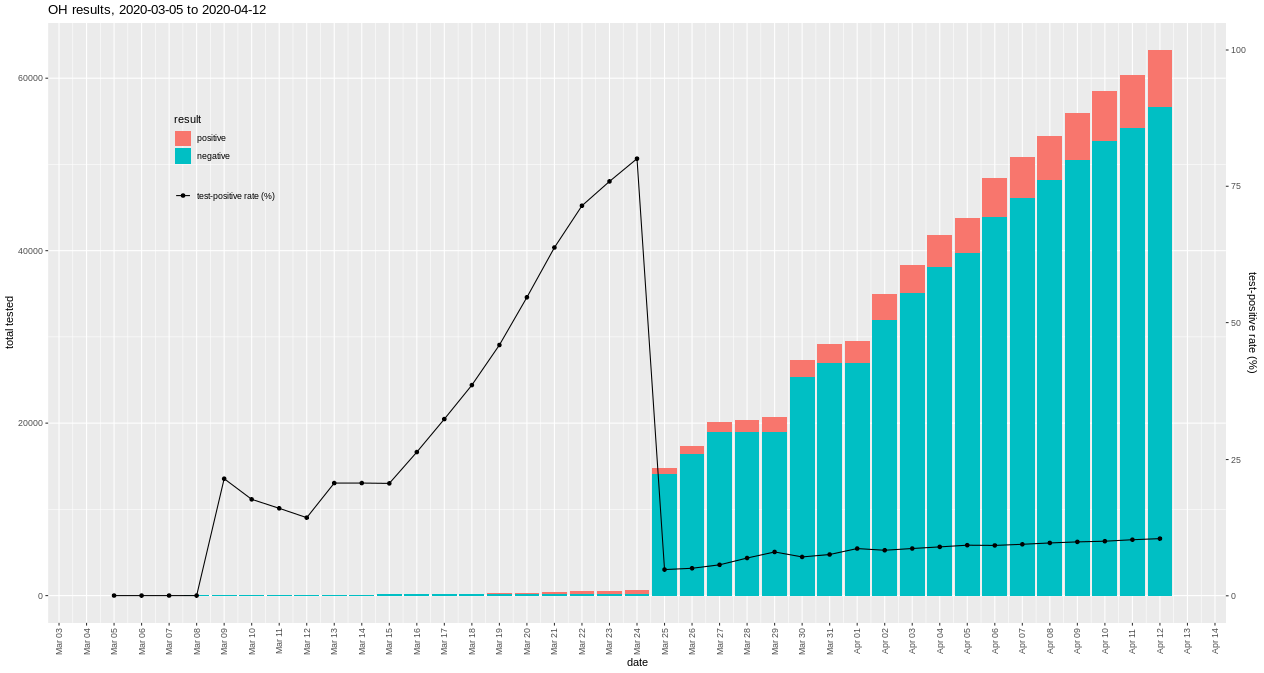 OH results, 2020-03-05 to 2020-04-12
total tested
60000
40000
20000
0
result
positive
negative
test-positive rate (%)
100
75
50
25
0
test-positive rate (%)
Mar 03
Mar 04
Mar 05
Mar 06
Mar 07
Mar 08
Mar 09
Mar 10
Mar 11
Mar 12
Mar 13
Mar 14
Mar 15
Mar 16
Mar 17
Mar 18
Mar 19
Mar 20
Mar 21
Mar 22
Mar 23
Mar 24
Mar 25
Mar 26
Mar 27
Mar 28
Mar 29
Mar 30
Mar 31
Apr 01
Apr 02
Apr 03
Apr 04
Apr 05
Apr 06
Apr 07
Apr 08
Apr 09
Apr 10
Apr 11
Apr 12
Apr 13
Apr 14
date